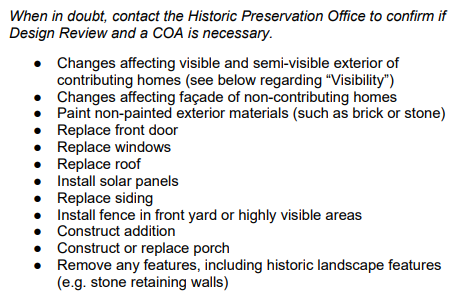 When in doubt, contact the Historic Preservation Office to confirm if
Design Review and a COA is necessary.
● Changes affecting visible and semi-visible exterior of
contributing homes (see below regarding “Visibility”)
● Changes affecting façade of non-contributing homes
● Paint non-painted exterior materials (such as brick or stone)
● Replace front door
● Replace windows
● Replace roof
● Install solar panels
● Replace siding
● Install fence in front yard or highly visible areas
● Construct addition
● Construct or replace porch
● Remove any features, including historic landscape features
(e.g. stone retaining walls)